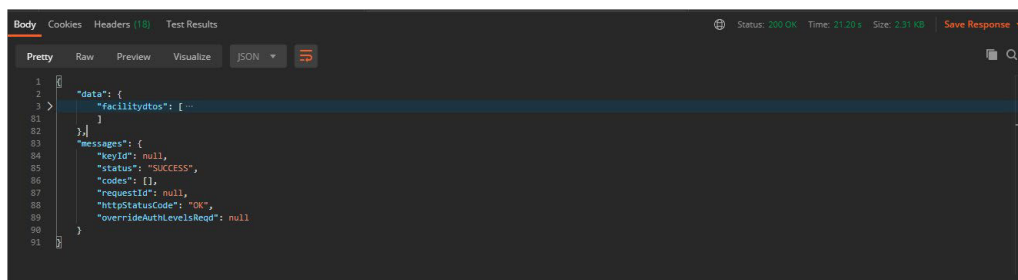 Body Cookies Headers (18) Test Results Status: 200 OK Time: 21.20 s Size: 2.31 KB Save Response
Pretty Raw Preview Visualize JSON
1 {
2 "data": {
3 "facilitydtos": [ ...
81 ]
82 },
83 "messages": {
84 "keyId": null,
85 "status": "SUCCESS",
86 "codes": [],
87 "requestId": null,
88 "httpStatusCode": "OK",
89 "overrideAuthLevelsReqd": null
90 }
91 }